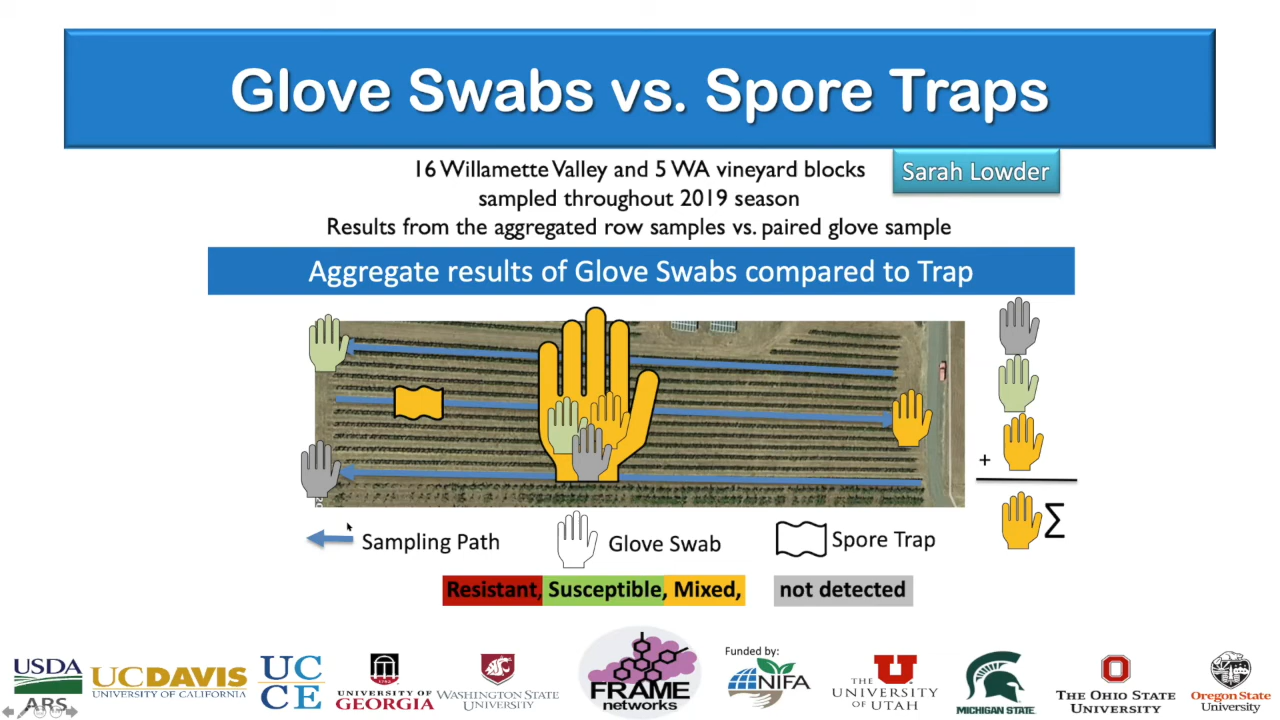 Glove Swabs vs. Spore Traps
16 Willamette Valley and 5 WA vineyard blocks
sampled throughout 2019 season
Results from the aggregated row samples vs. paired glove sample
Sarah Lowder
Aggregate results of Glove Swabs compared to Trap
+
Σ
Sampling Path
Glove Swab
Spore Trap
Resistant, Susceptible, Mixed,
not detected
USDA
ARS
UCDAVIS
UNIVERSITY OF CALIFORNIA
UC
CE
UNIVERSITY OF
GEORGIA
WASHINGTON STATE
UNIVERSITY
FRAME
networks
Funded by:
NIFA
THE
UNIVERSITY
OF UTAH
MICHIGAN STATE
THE OHIO STATE
UNIVERSITY
Oregon State
University